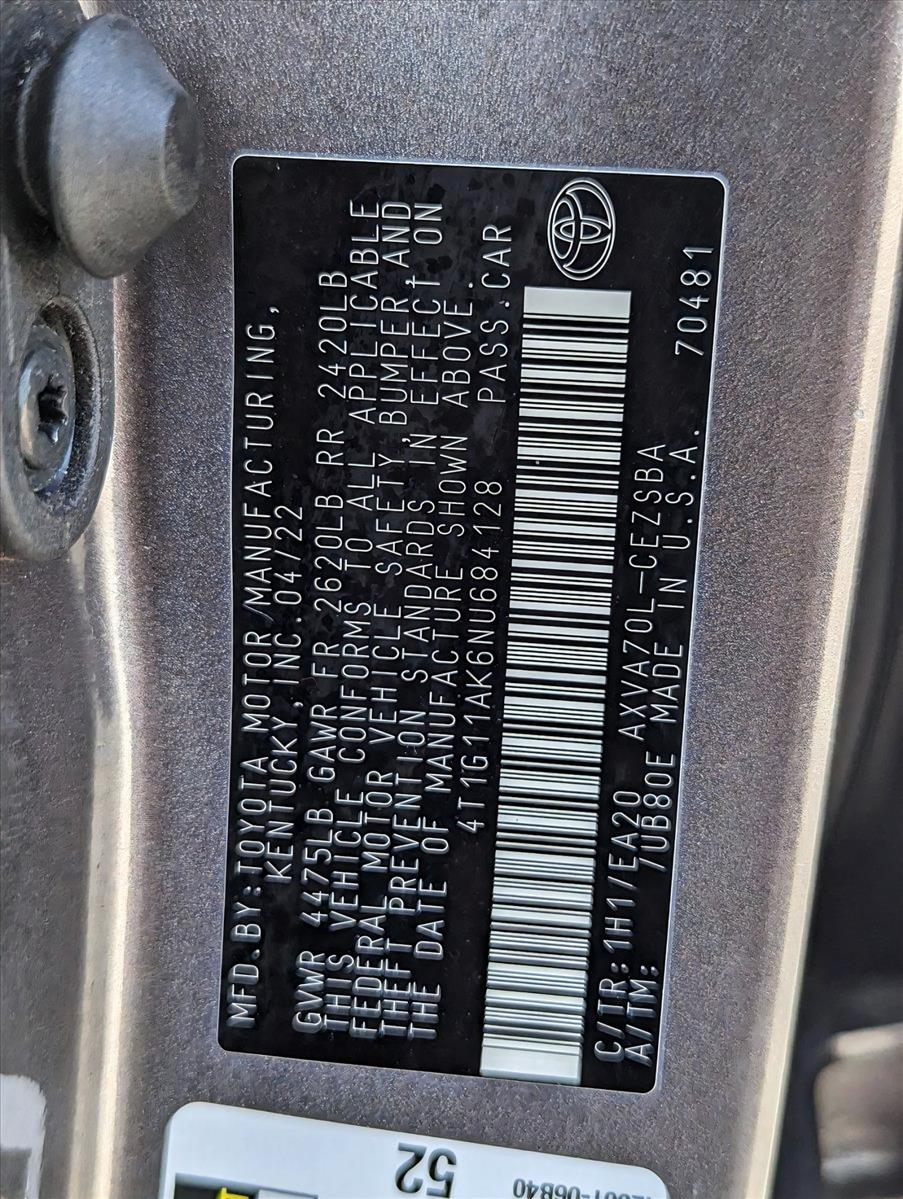 MFD.BY:TOYOTA MOTOR MANUFACTURING,
KENTUCKY,INC.04/22
GVWR 4475LB GAWR FR 2620LB RR 2420LB
THIS VEHICLE CONFORMS TO ALL APPLICABLE
FEDERAL MOTOR VEHICLE SAFETY,BUMPER,AND
THEFT PREVENTION STANDARDS IN EFFECT ON
THE DATE OF MANUFACTURE SHOWN ABOVE.
4T1G11AK6NU684128 PASS.CAR
C/TR:1H1/EA20 AXVA70L-CEZSBA
A/TM: /UB80E MADE IN U.S.A. 70481
52
06B40